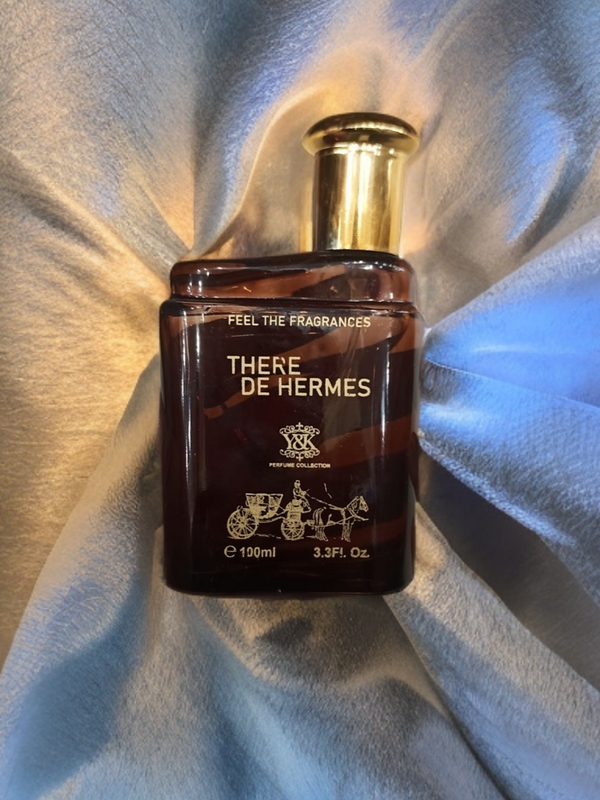 FEEL THE FRAGRANCES
THERE
DE HERMES
Y&K
PERFUME COLLECTION
℮ 100ml 3.3Fl. Oz.